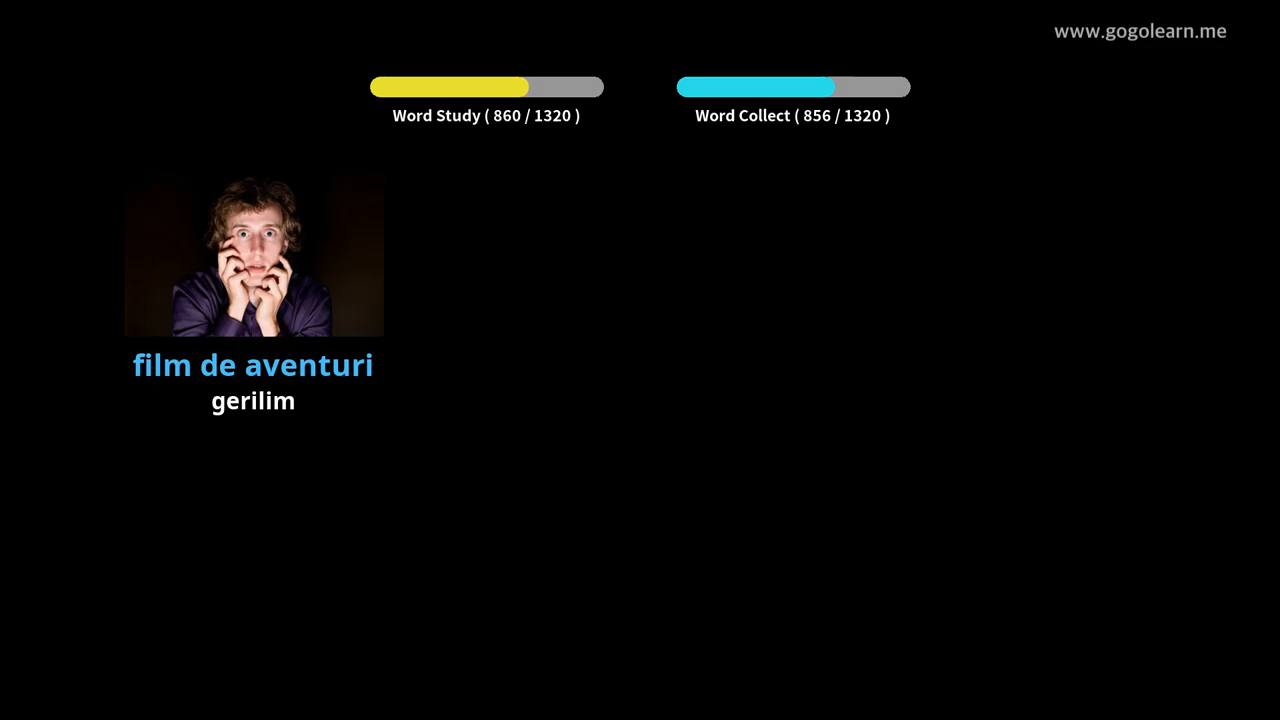 www.gogolearn.me
Word Study ( 860 / 1320 )
Word Collect ( 856 / 1320 )
film de aventuri
gerilim